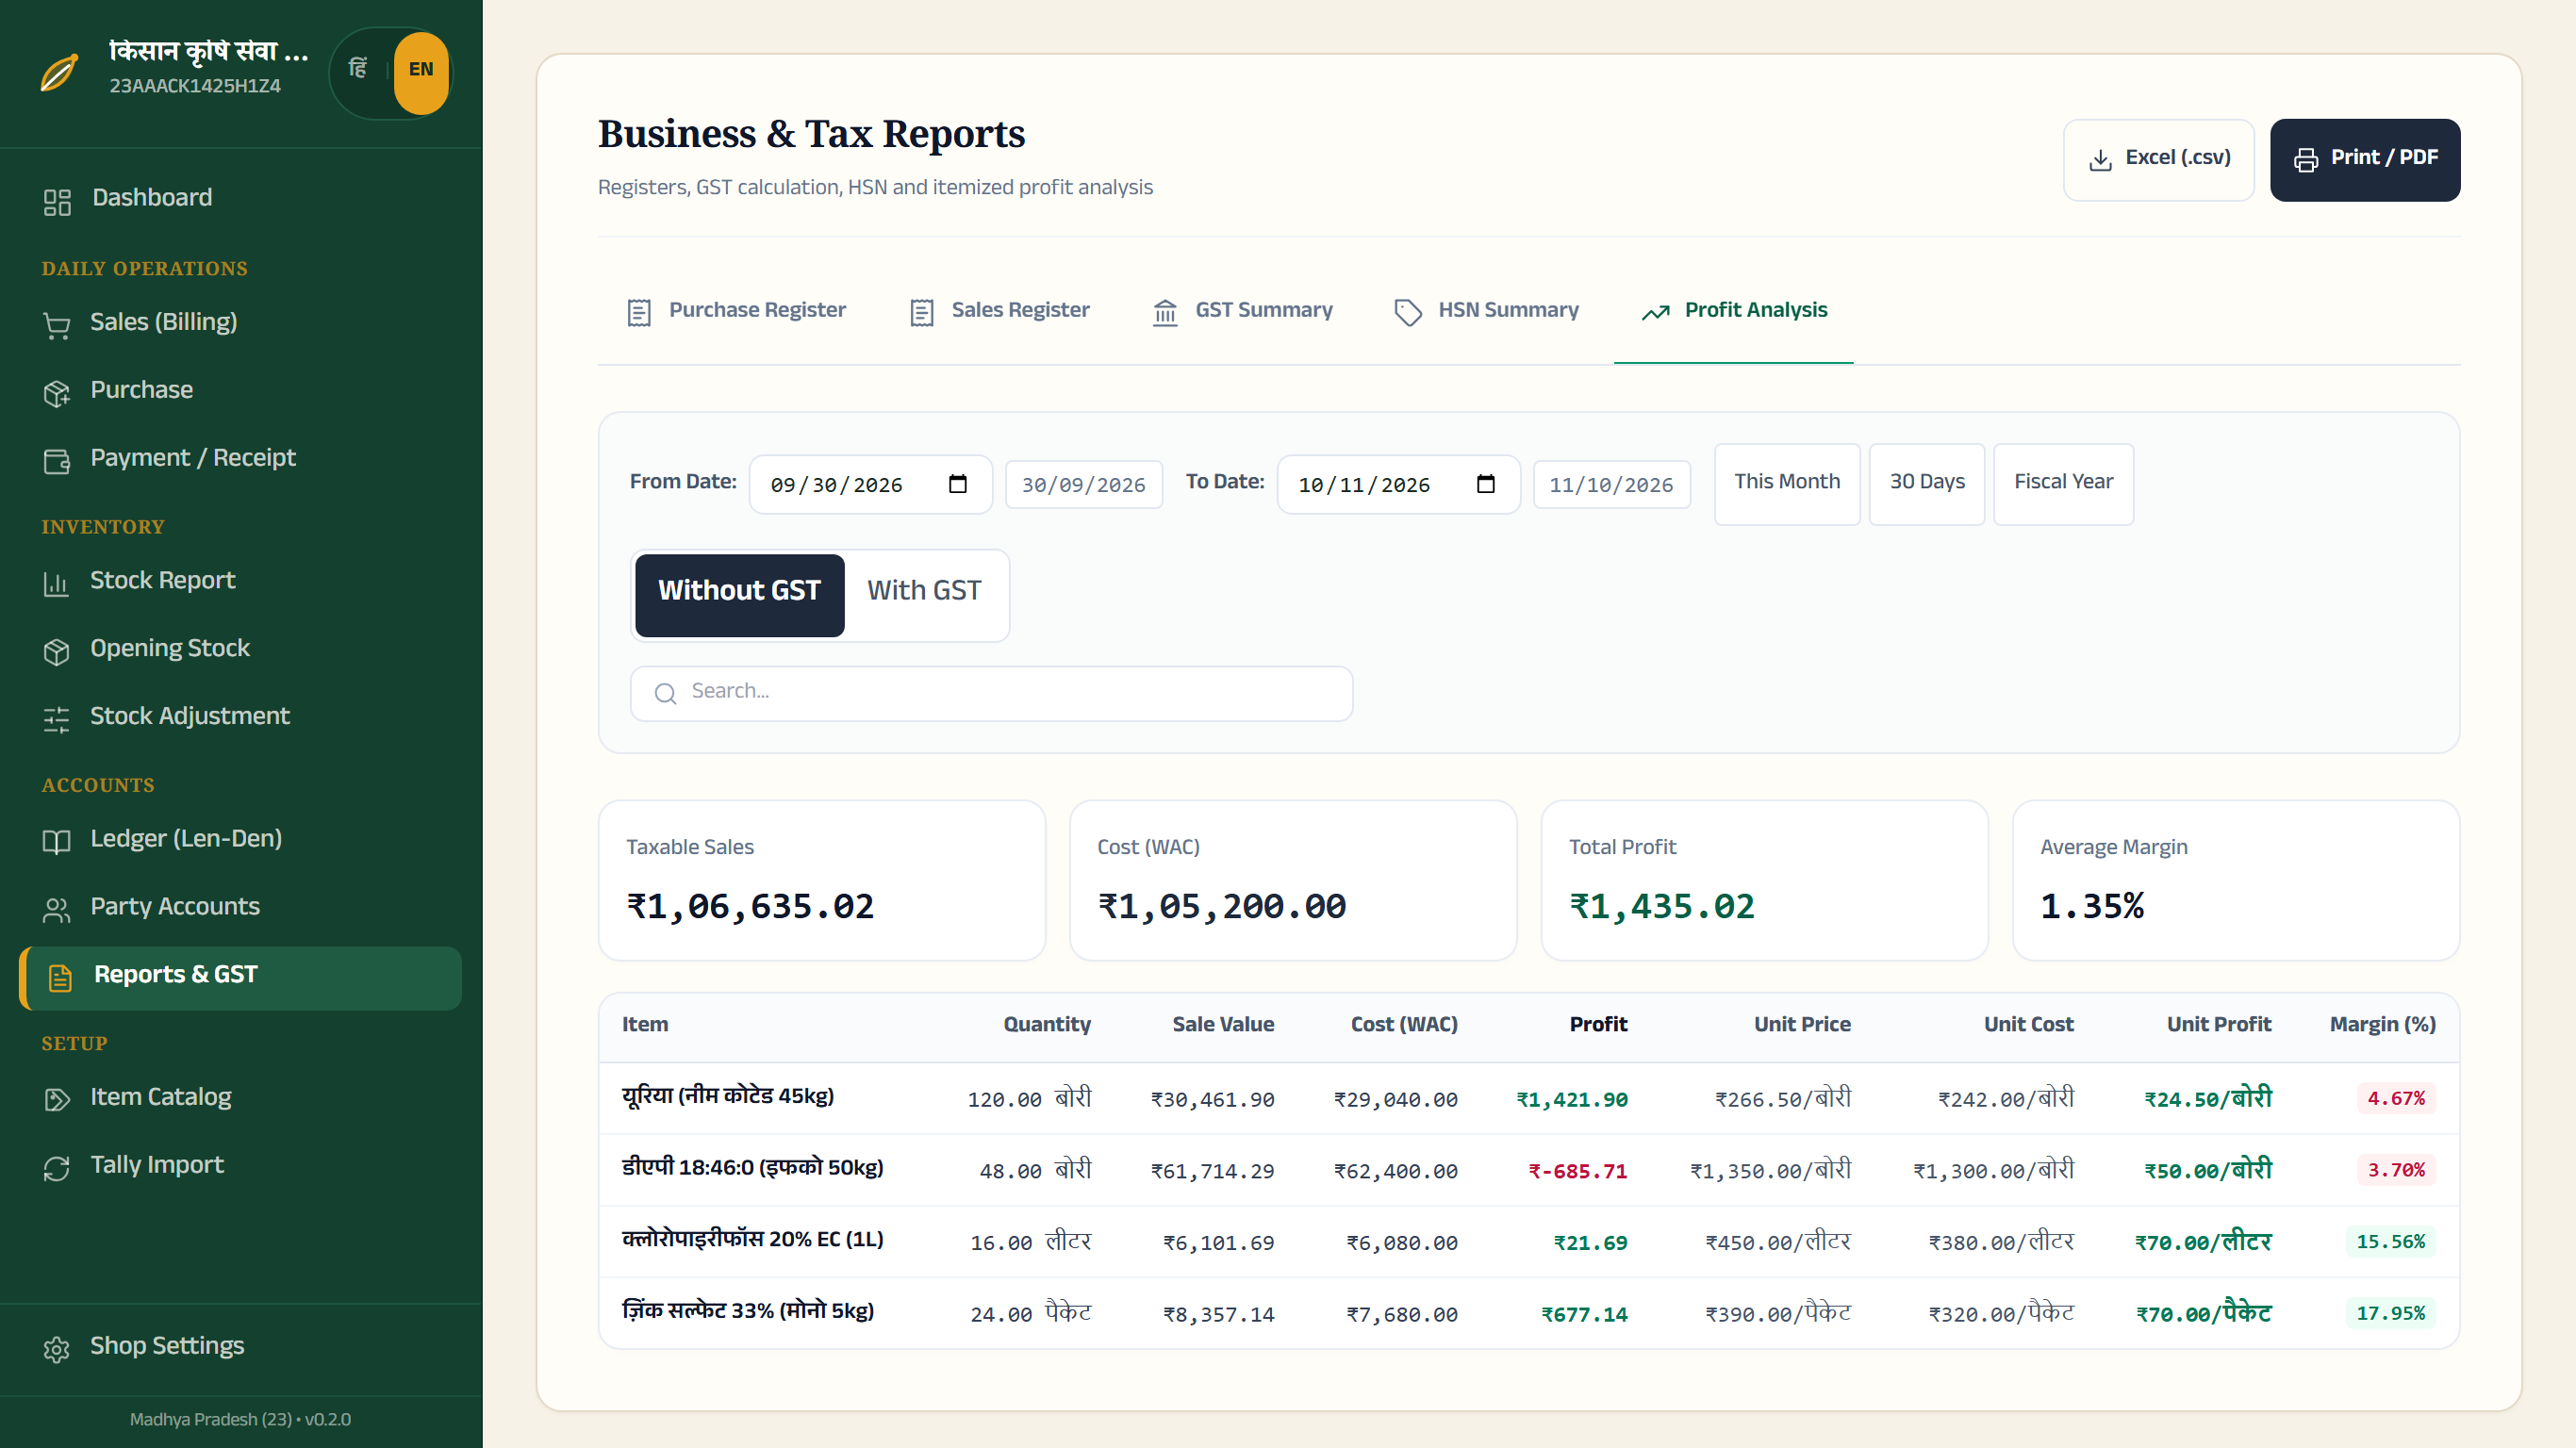 किसान कृषि सेवा ...
23AAACK1425H1Z4
हिं
EN
Dashboard
DAILY OPERATIONS
Sales (Billing)
Purchase
Payment / Receipt
INVENTORY
Stock Report
Opening Stock
Stock Adjustment
ACCOUNTS
Ledger (Len-Den)
Party Accounts
Reports & GST
SETUP
Item Catalog
Tally Import
Shop Settings
Madhya Pradesh (23) • v0.2.0
Business & Tax Reports
Registers, GST calculation, HSN and itemized profit analysis
Excel (.csv)
Print / PDF
Purchase Register
Sales Register
GST Summary
HSN Summary
Profit Analysis
From Date: 09/30/2026 30/09/2026 To Date: 10/11/2026 11/10/2026 This Month 30 Days Fiscal Year
Without GST With GST
Search...
Taxable Sales
₹1,06,635.02
Cost (WAC)
₹1,05,200.00
Total Profit
₹1,435.02
Average Margin
1.35%
Item Quantity Sale Value Cost (WAC) Profit Unit Price Unit Cost Unit Profit Margin (%)
यूरिया (नीम कोटेड 45kg) 120.00 बोरी ₹30,461.90 ₹29,040.00 ₹1,421.90 ₹266.50/बोरी ₹242.00/बोरी ₹24.50/बोरी 4.67%
डीएपी 18:46:0 (इफको 50kg) 48.00 बोरी ₹61,714.29 ₹62,400.00 ₹-685.71 ₹1,350.00/बोरी ₹1,300.00/बोरी ₹50.00/बोरी 3.70%
क्लोरोपाइरीफॉस 20% EC (1L) 16.00 लीटर ₹6,101.69 ₹6,080.00 ₹21.69 ₹450.00/लीटर ₹380.00/लीटर ₹70.00/लीटर 15.56%
ज़िंक सल्फेट 33% (मोनो 5kg) 24.00 पैकेट ₹8,357.14 ₹7,680.00 ₹677.14 ₹390.00/पैकेट ₹320.00/पैकेट ₹70.00/पैकेट 17.95%